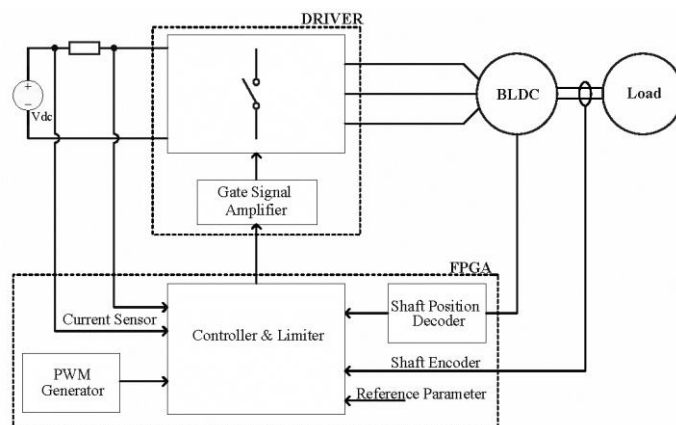 DRIVER
+
−
Vdc
BLDC
Load
Gate Signal
Amplifier
FPGA
Current Sensor
Controller & Limiter
Shaft Position
Decoder
PWM
Generator
Shaft Encoder
Reference Parameter